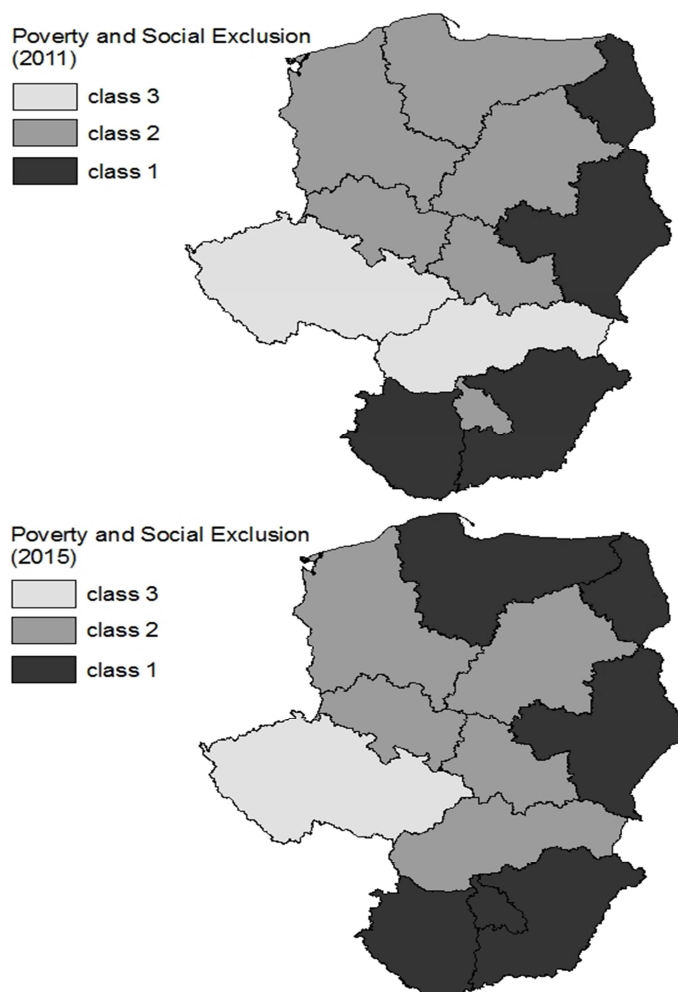 Poverty and Social Exclusion
(2011)
class 3
class 2
class 1
Poverty and Social Exclusion
(2015)
class 3
class 2
class 1